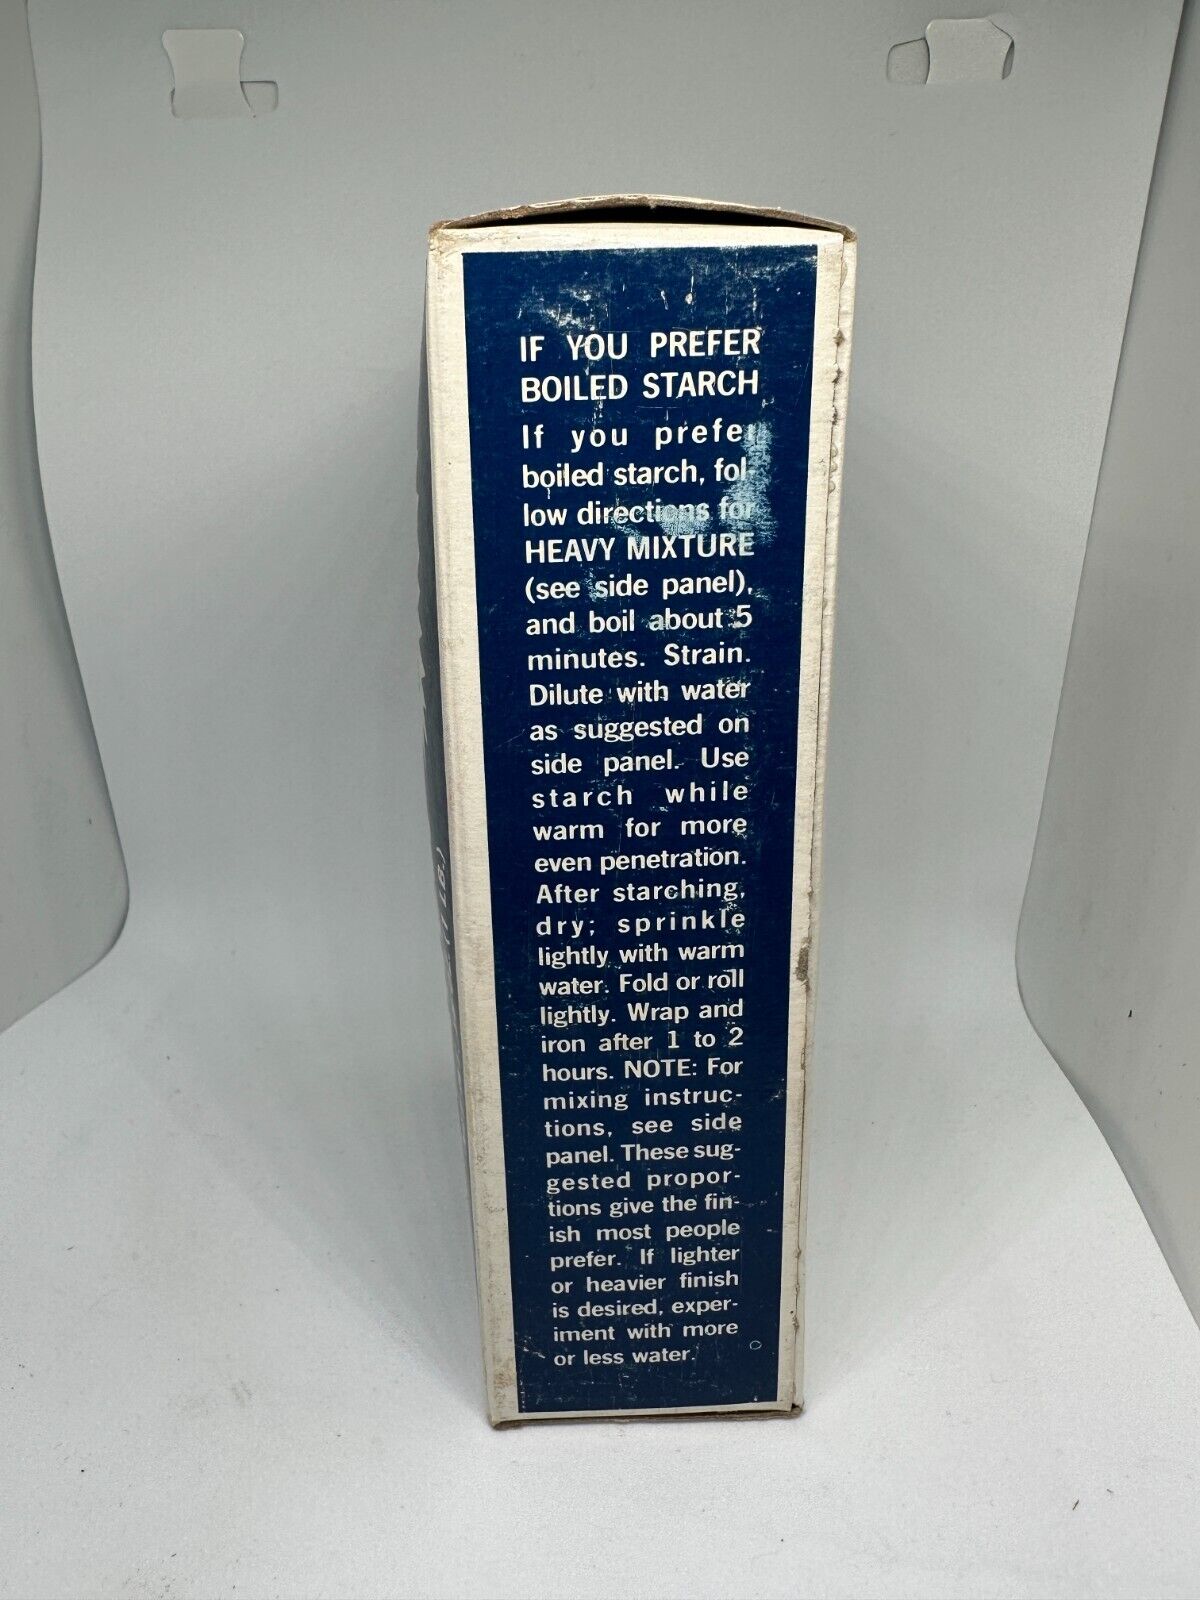 IF YOU PREFER
BOILED STARCH
If you prefer
boiled starch, fol-
low directions for
HEAVY MIXTURE
(see side panel),
and boil about 5
minutes. Strain.
Dilute with water
as suggested on
side panel. Use
starch while
warm for more
even penetration.
After starching,
dry; sprinkle
lightly with warm
water. Fold or roll
lightly. Wrap and
iron after 1 to 2
hours. NOTE: For
mixing instruc-
tions, see side
panel. These sug-
gested propor-
tions give the fin-
ish most people
prefer. If lighter
or heavier finish
is desired, exper-
iment with more
or less water.
(1 LB.)